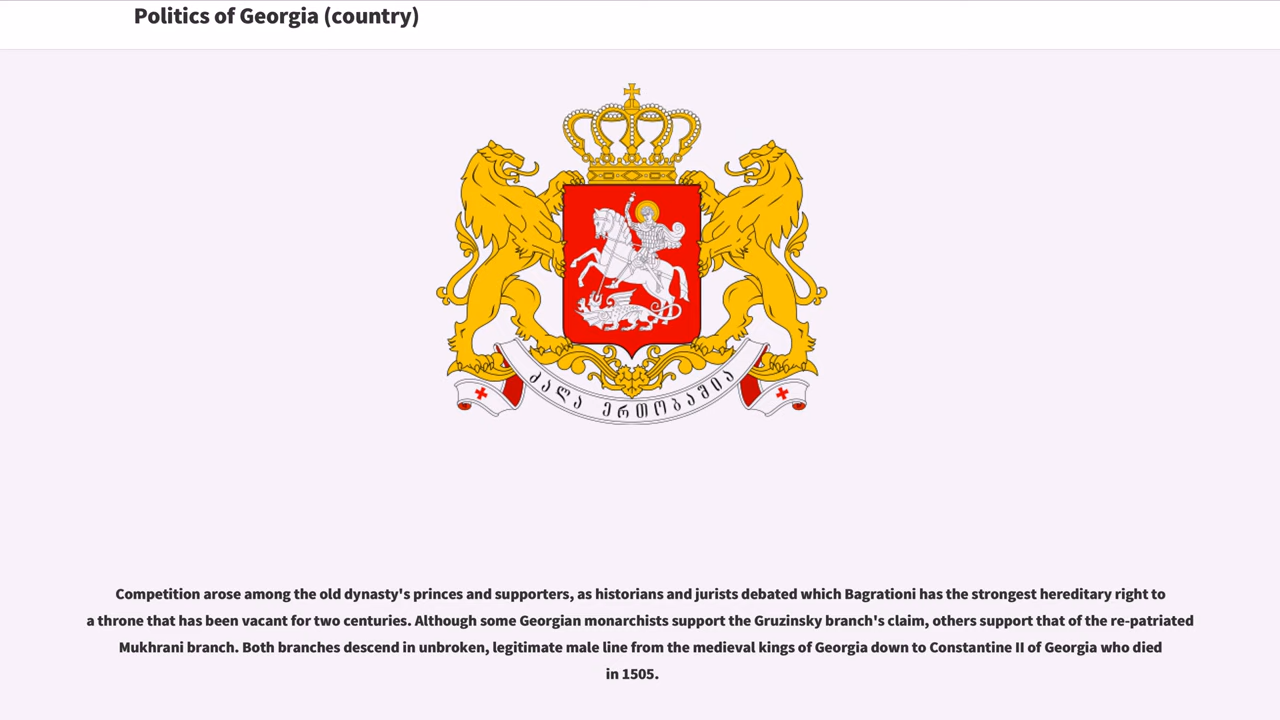 Politics of Georgia (country)
ძალა ერთობაშია
Competition arose among the old dynasty's princes and supporters, as historians and jurists debated which Bagrationi has the strongest hereditary right to
a throne that has been vacant for two centuries. Although some Georgian monarchists support the Gruzinsky branch's claim, others support that of the re-patriated
Mukhrani branch. Both branches descend in unbroken, legitimate male line from the medieval kings of Georgia down to Constantine II of Georgia who died
in 1505.